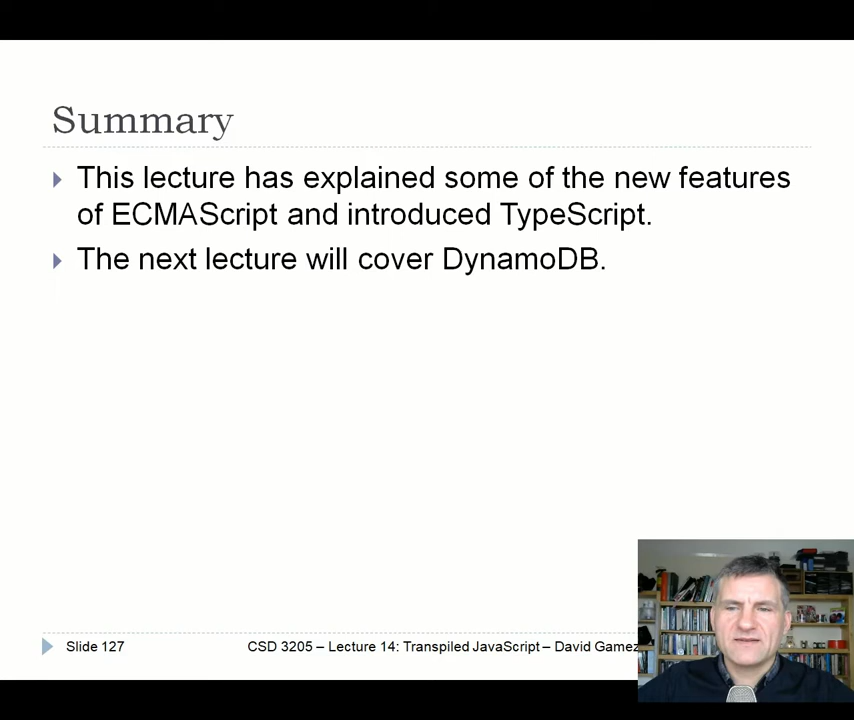 Summary
This lecture has explained some of the new features
of ECMAScript and introduced TypeScript.
The next lecture will cover DynamoDB.
Slide 127
CSD 3205 – Lecture 14: Transpiled JavaScript – David Gamez